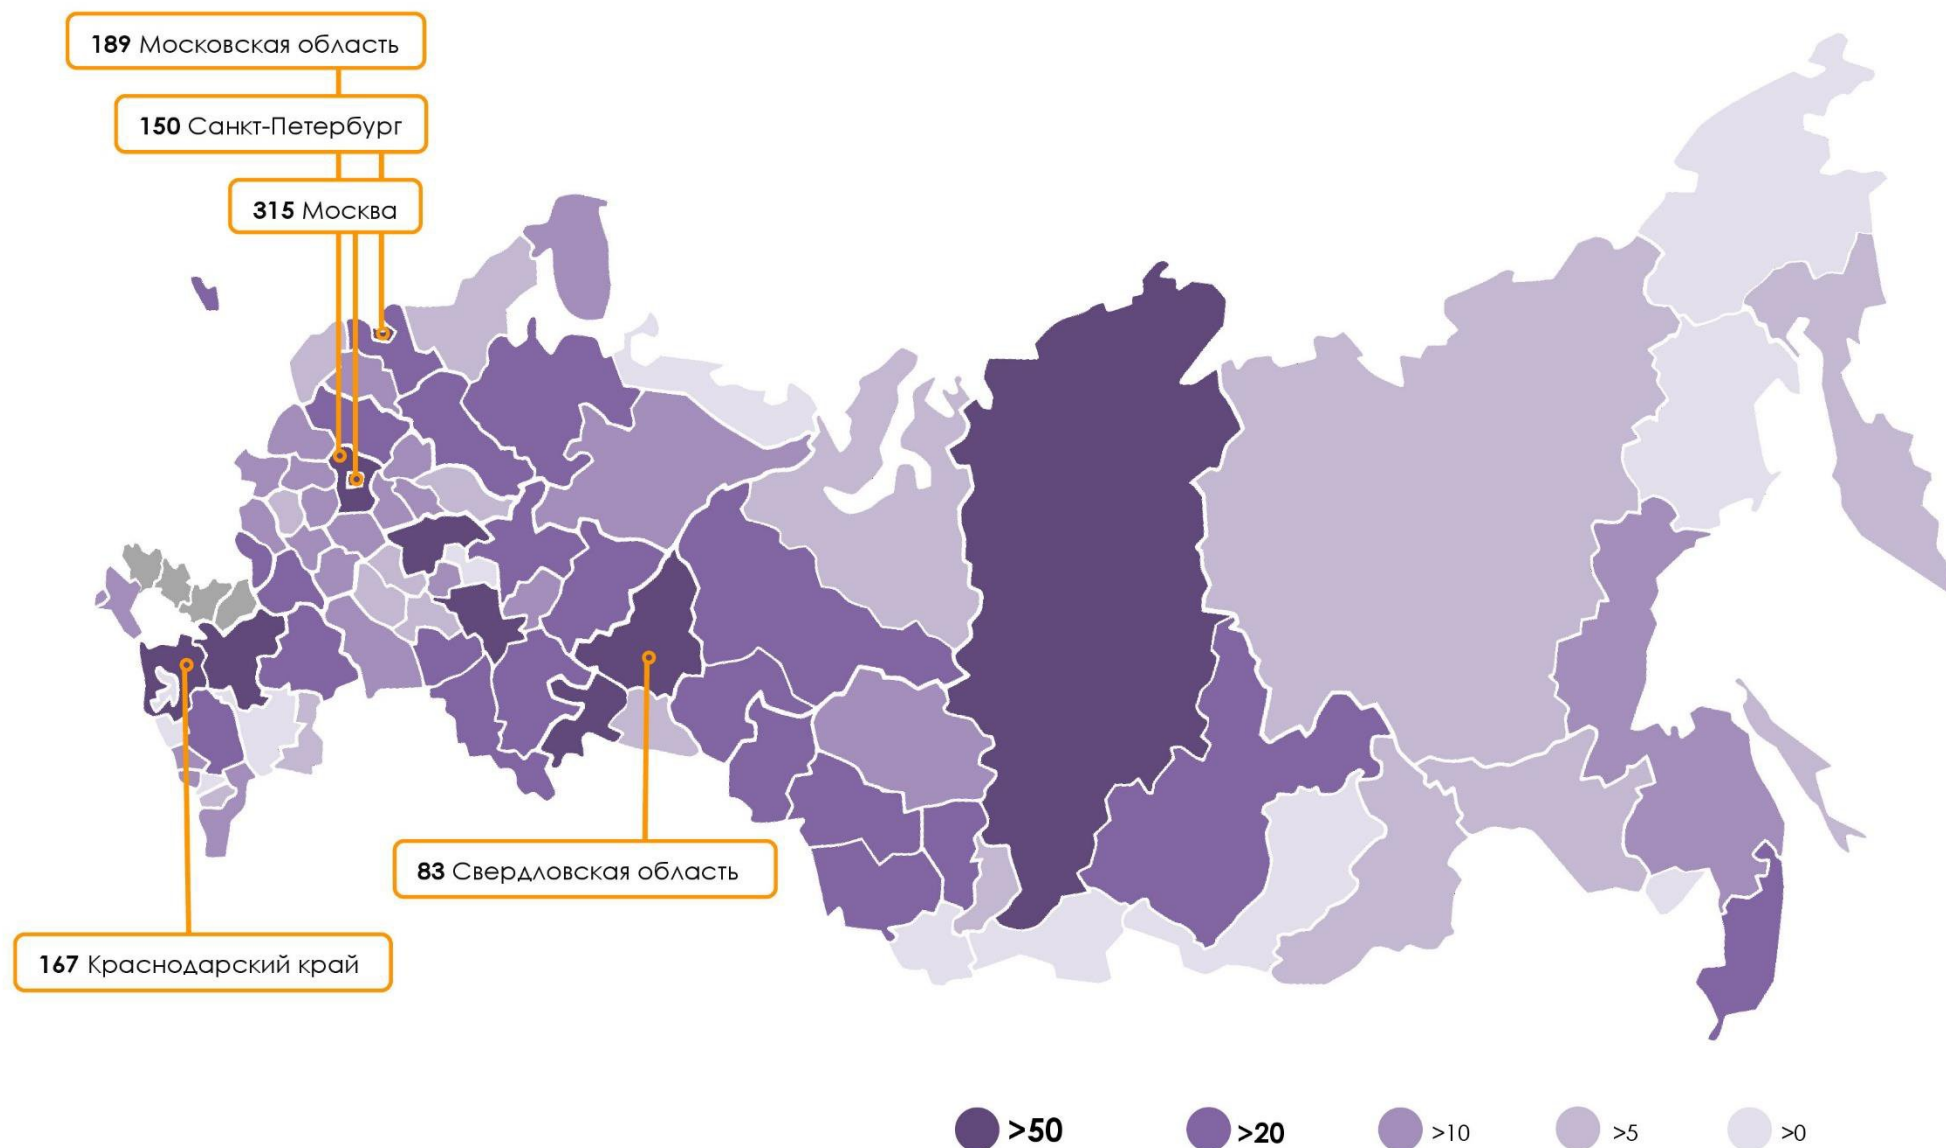 189 Московская область
150 Санкт-Петербург
315 Москва
83 Свердловская область
167 Краснодарский край
>50
>20
>10
>5
>0